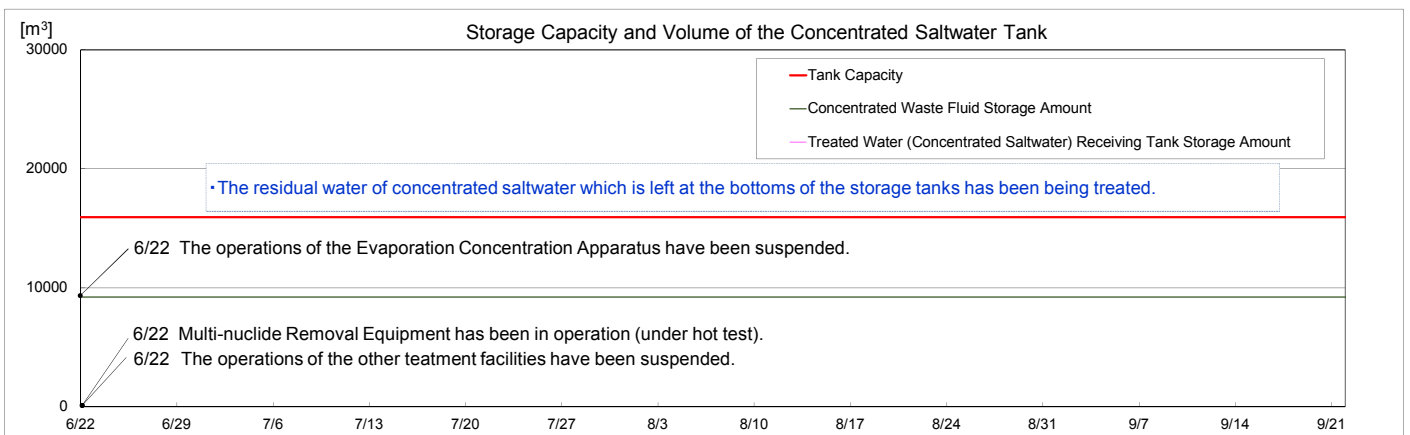 [m³]
Storage Capacity and Volume of the Concentrated Saltwater Tank
30000
Tank Capacity
Concentrated Waste Fluid Storage Amount
Treated Water (Concentrated Saltwater) Receiving Tank Storage Amount
20000
・The residual water of concentrated saltwater which is left at the bottoms of the storage tanks has been being treated.
6/22 The operations of the Evaporation Concentration Apparatus have been suspended.
10000
6/22 Multi-nuclide Removal Equipment has been in operation (under hot test).
6/22 The operations of the other teatment facilities have been suspended.
0
6/22 6/29 7/6 7/13 7/20 7/27 8/3 8/10 8/17 8/24 8/31 9/7 9/14 9/21